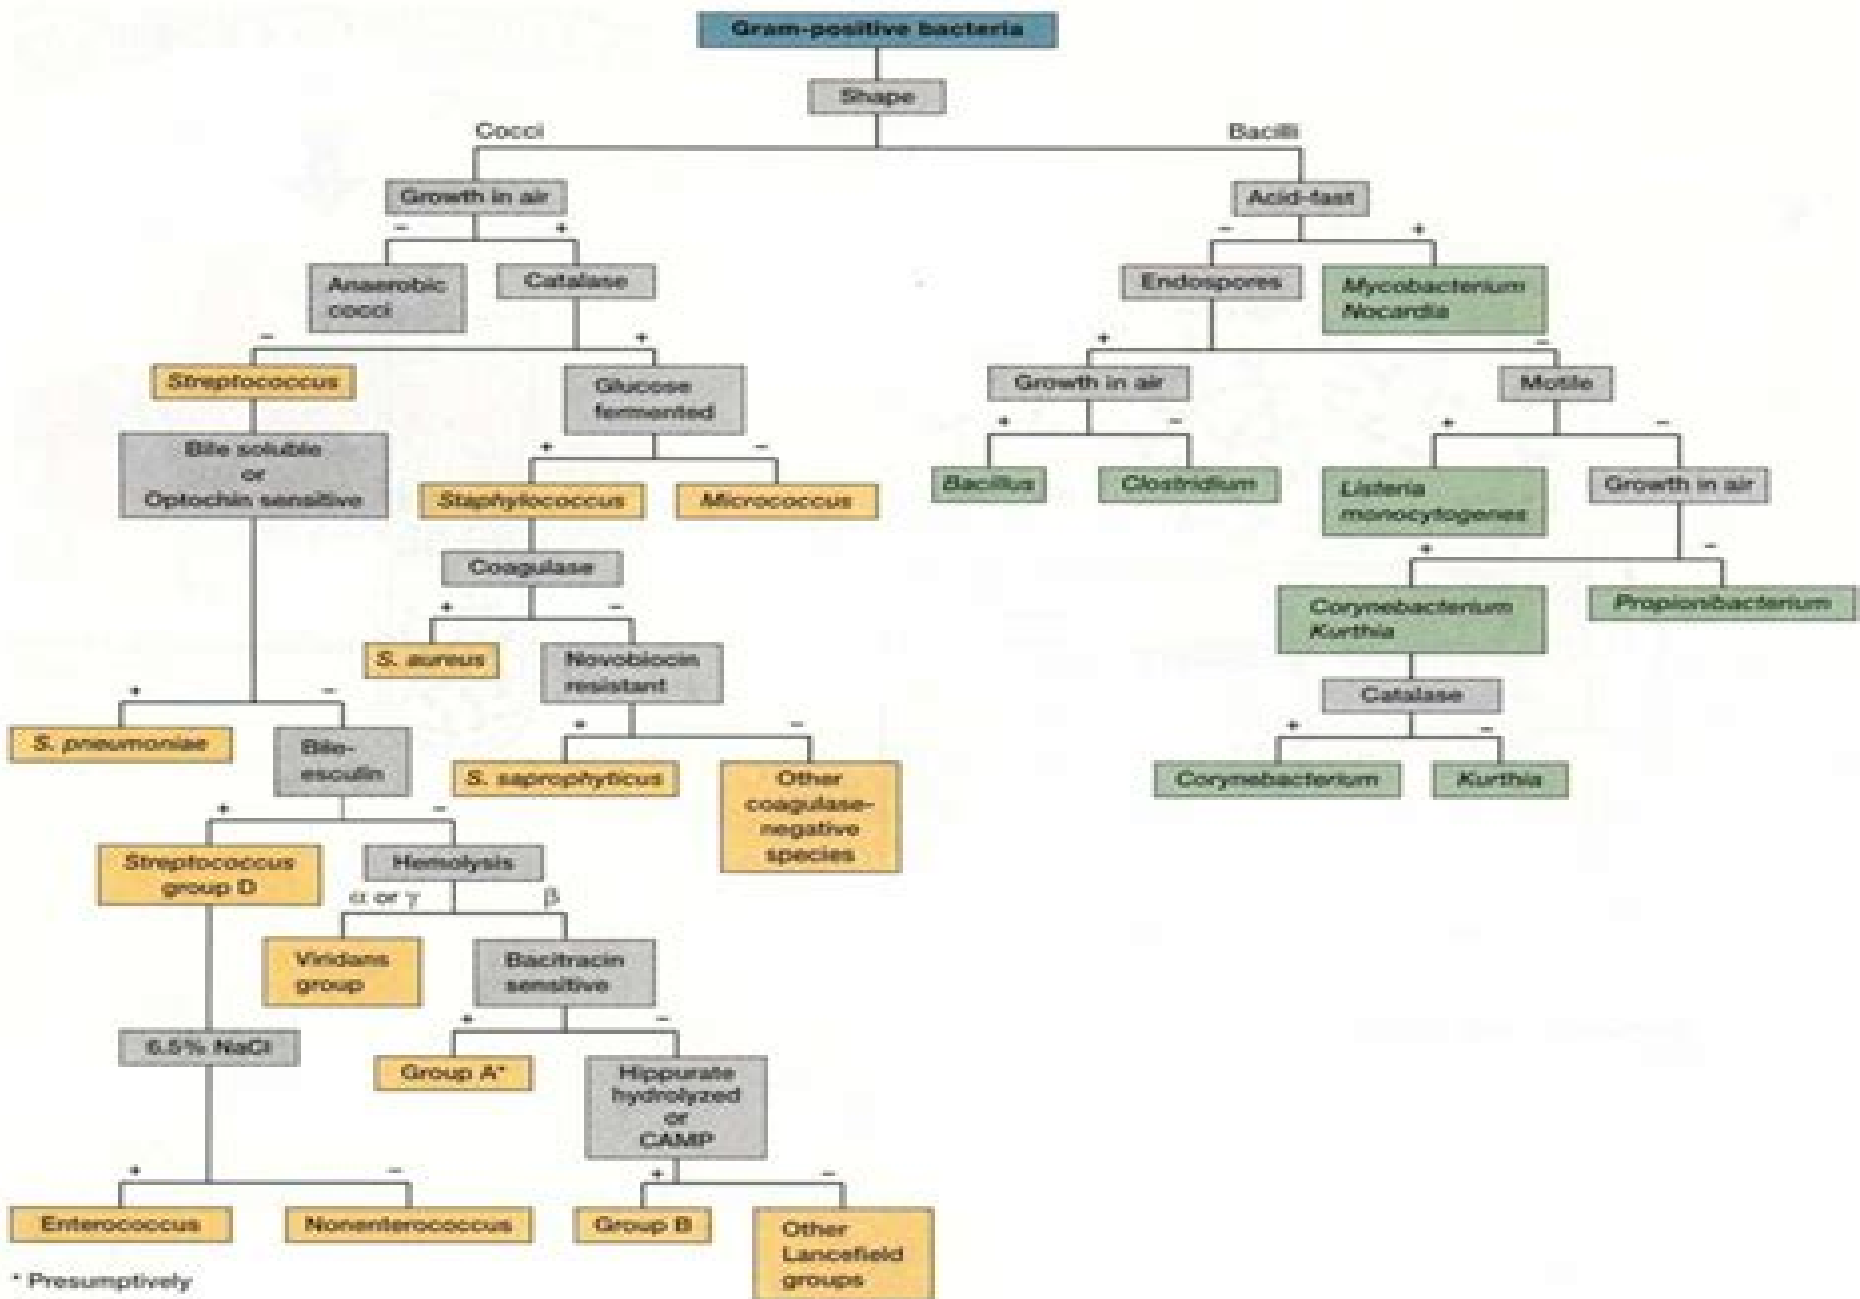 Gram-positive bacteria
Shape
Cocci
Bacilli
Growth in air
Acid-fast
−
+
−
+
Anaerobic
cocci
Catalase
Endospores
Mycobacterium
Nocardia
−
+
+
−
Streptococcus
Glucose
fermented
Growth in air
Motile
+
−
+
−
+
−
Bile soluble
or
Optochin sensitive
Staphylococcus
Micrococcus
Bacillus
Clostridium
Listeria
monocytogenes
Growth in air
+
−
Coagulase
Corynebacterium
Kurthia
Propionibacterium
+
−
S. aureus
Novobiocin
resistant
Catalase
+
−
+
−
+
−
S. pneumoniae
Bile-
esculin
S. saprophyticus
Other
coagulase-
negative
species
Corynebacterium
Kurthia
+
−
Streptococcus
group D
Hemolysis
α or γ
β
Viridans
group
Bacitracin
sensitive
+
−
6.5% NaCl
Group A*
Hippurate
hydrolyzed
or
CAMP
+
−
+
−
Enterococcus
Nonenterococcus
Group B
Other
Lancefield
groups
* Presumptively